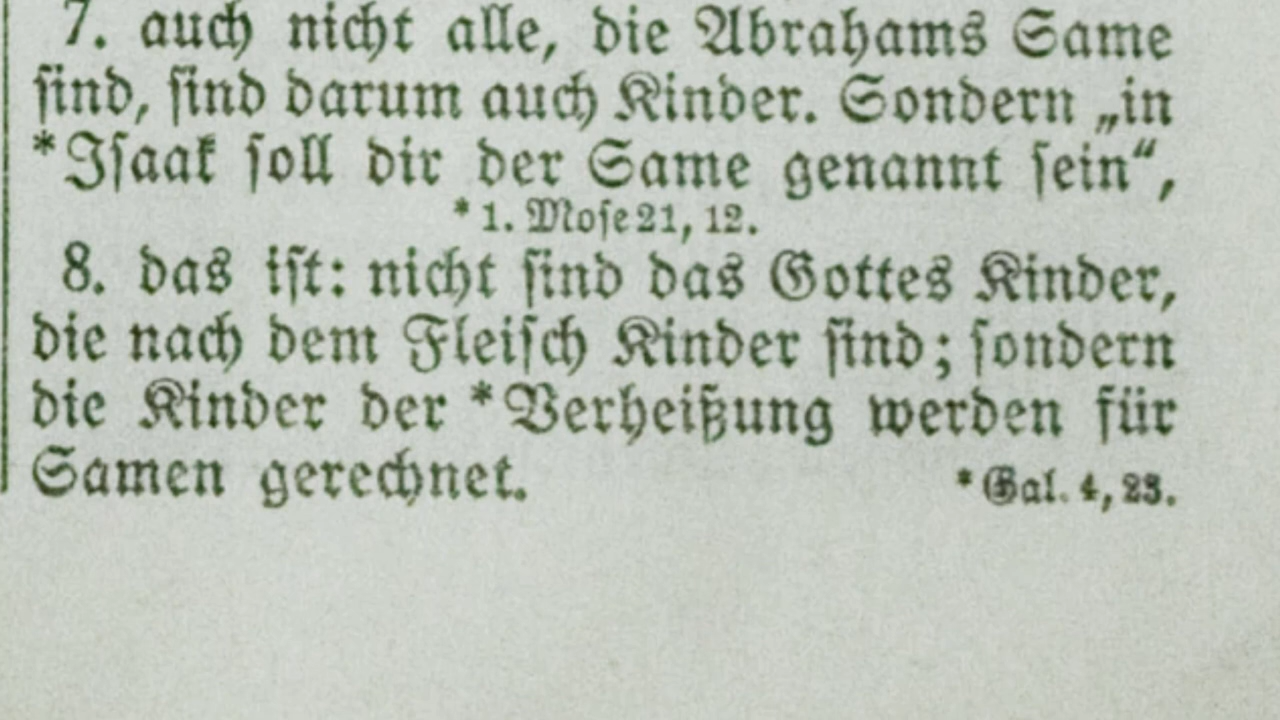 7. auch nicht alle, die Abrahams Same
sind, sind darum auch Kinder. Sondern „in
*Isaak soll dir der Same genannt sein“,
*1. Mose 21, 12.
8. das ist: nicht sind das Gottes Kinder,
die nach dem Fleisch Kinder sind; sondern
die Kinder der *Verheißung werden für
Samen gerechnet.
*Gal. 4, 23.